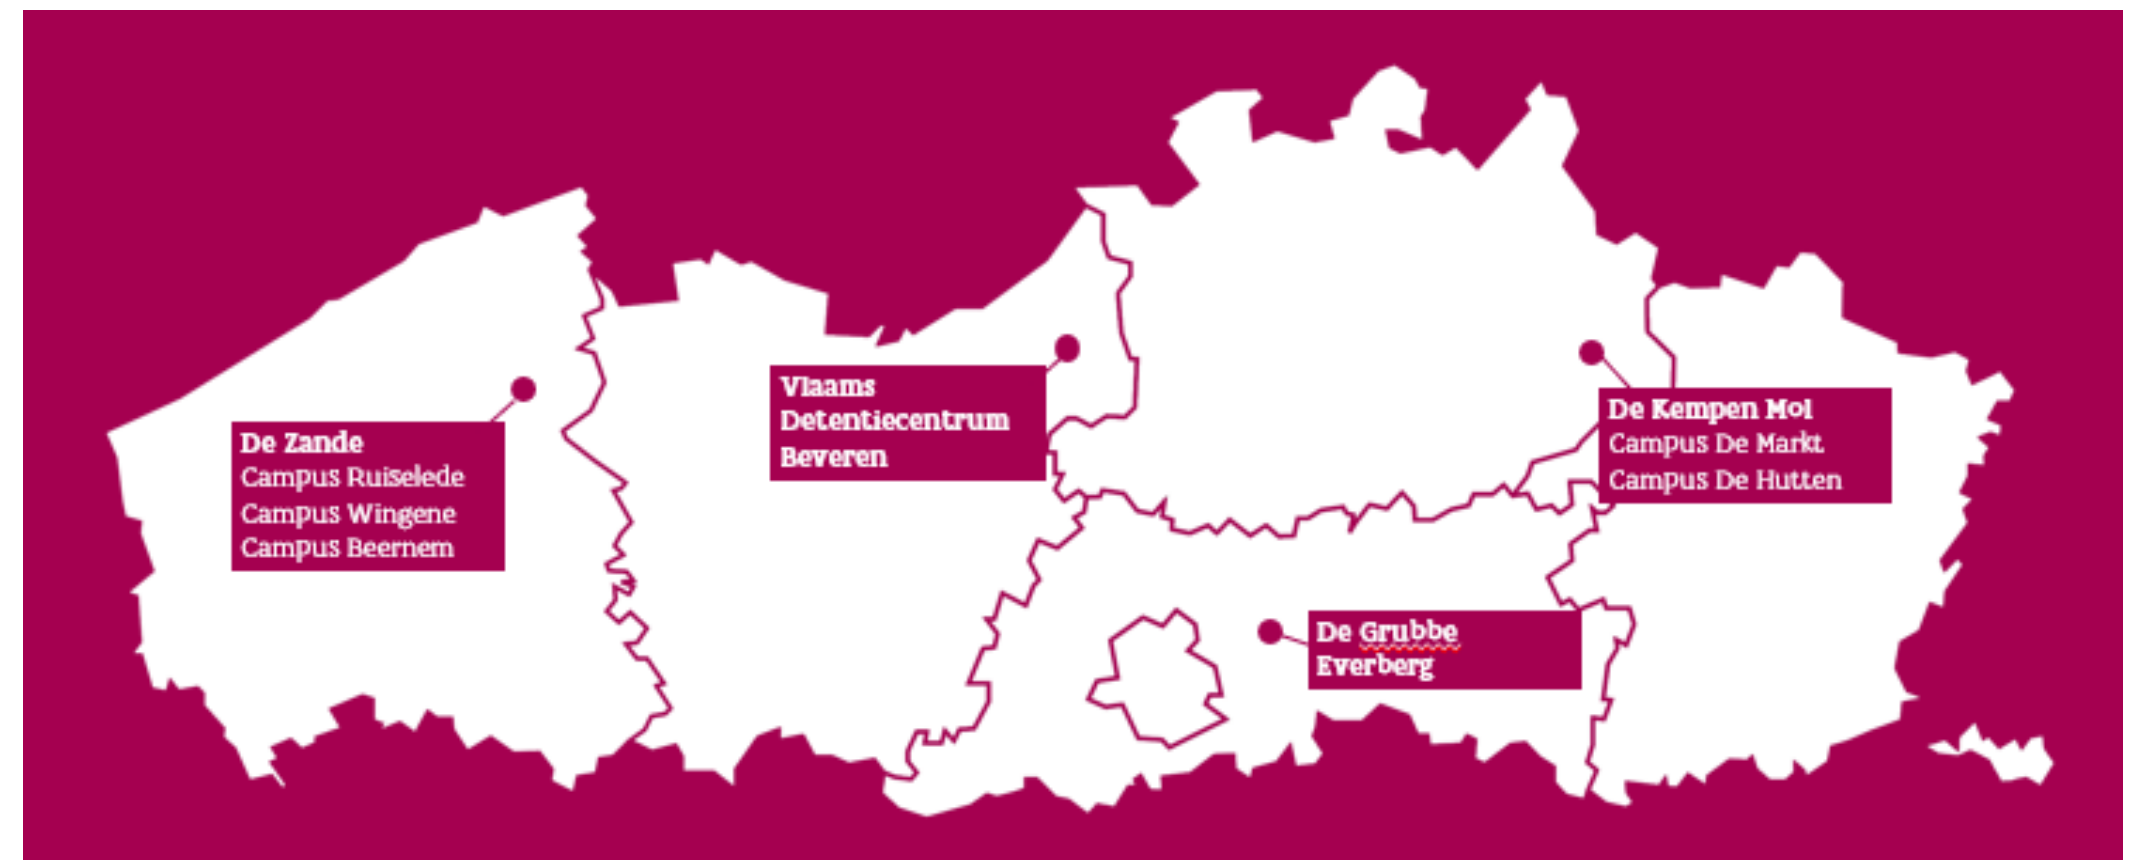 De Zande
Campus Ruiselede
Campus Wingene
Campus Beernem
Vlaams
Detentiecentrum
Beveren
De Kempen Mol
Campus De Markt
Campus De Hutten
De Grubbe
Everberg